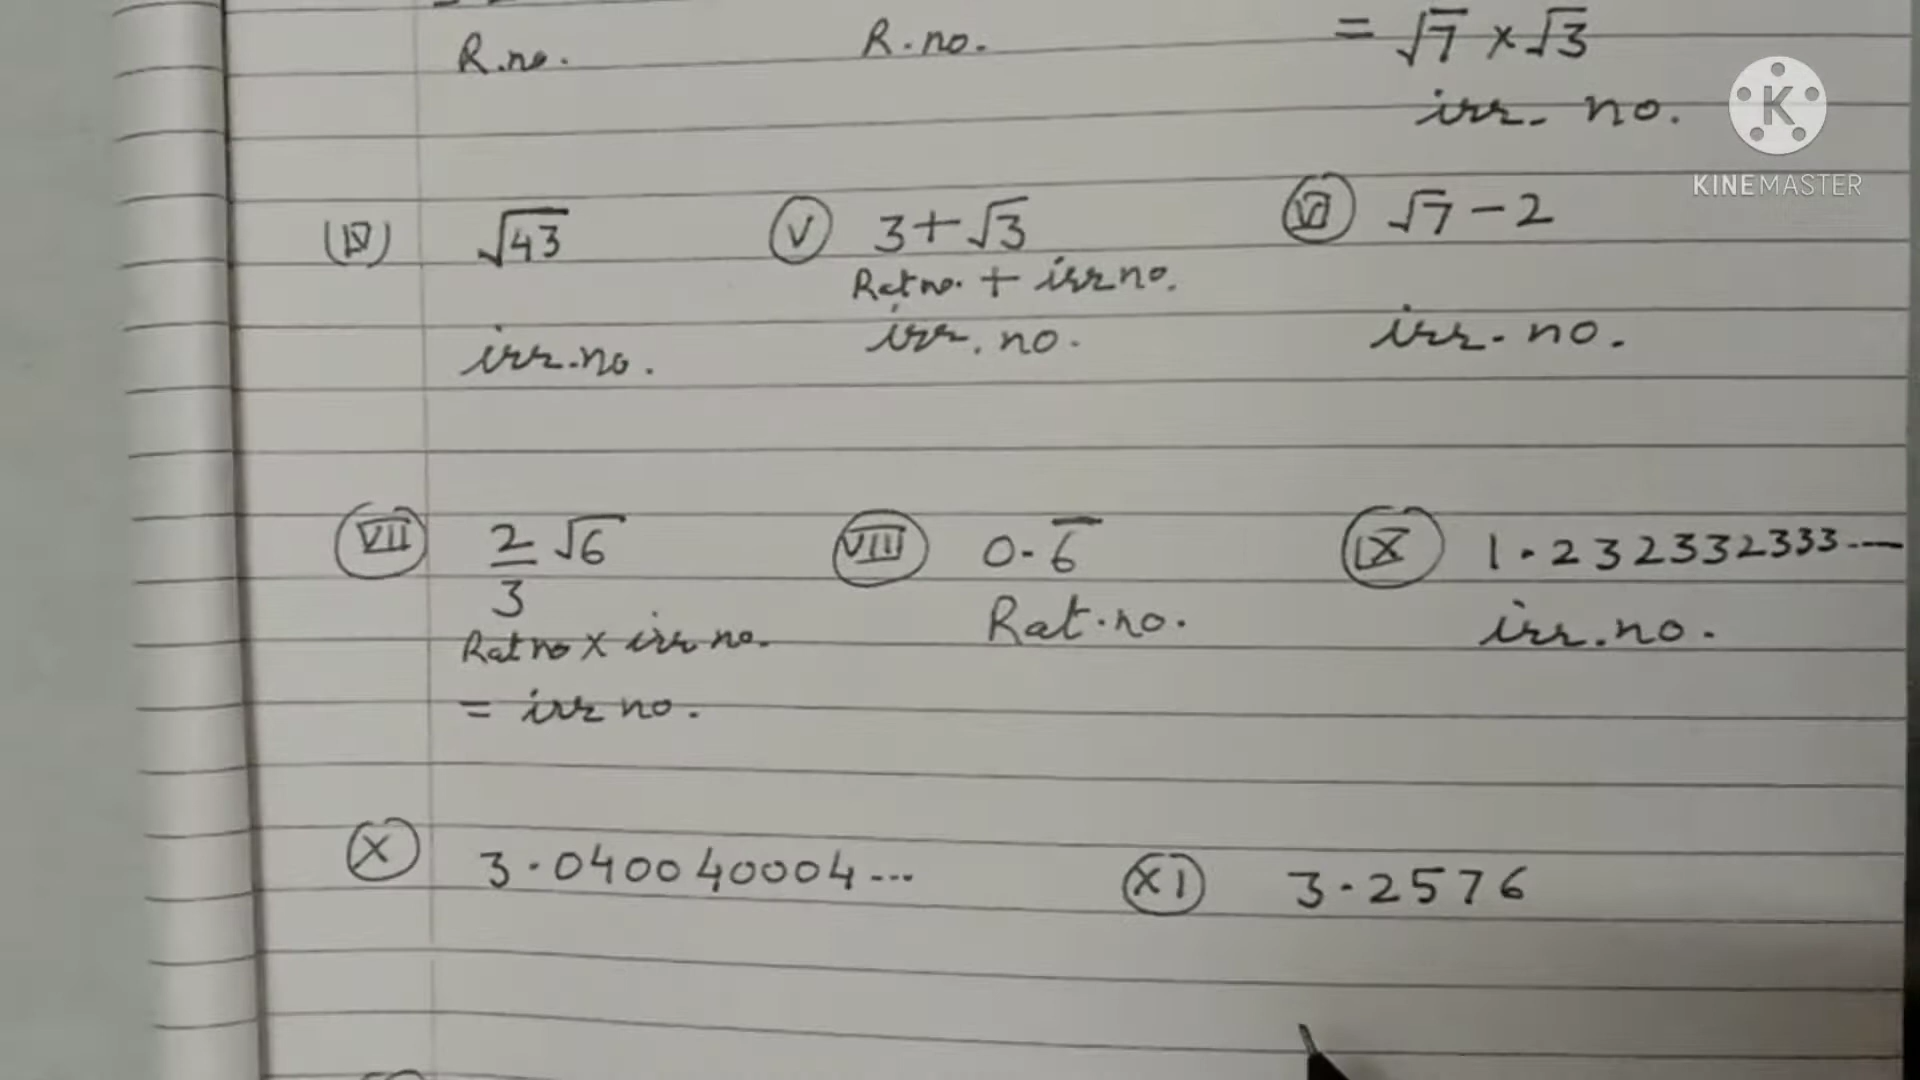 R.no. R.no. = √7 × √3
irr. no.
(IV) √43 (V) 3+√3 (VI) √7 - 2
Rat no. + irr no.
irr. no. irr. no. irr. no.
(VII) 2/3 √6 (VIII) 0.6̅ (IX) 1.232332333...
Rat no × irr no. Rat. no. irr. no.
= irr no.
(X) 3.040040004... (XI) 3.2576
K
KINEMASTER